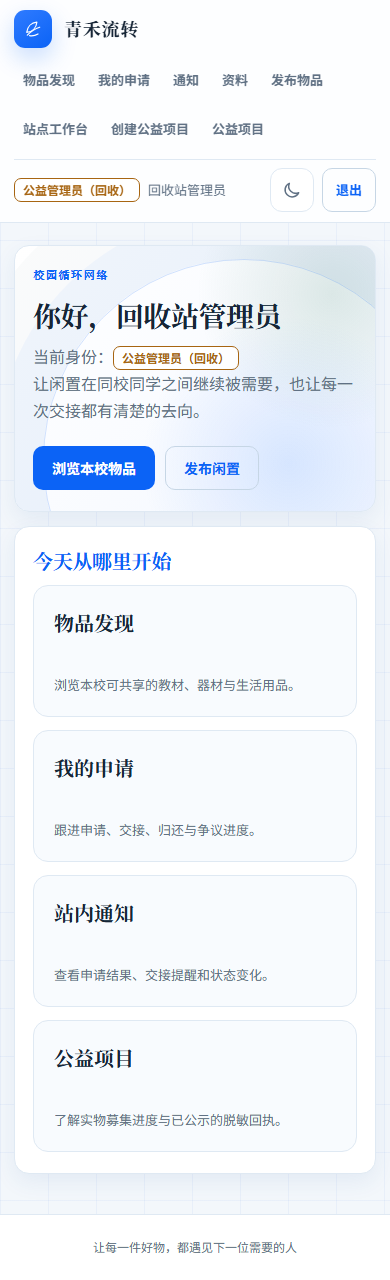 青禾流转
物品发现 我的申请 通知 资料 发布物品
站点工作台 创建公益项目 公益项目
公益管理员（回收） 回收站管理员 退出
校园循环网络
你好，回收站管理员
当前身份： 公益管理员（回收）
让闲置在同校同学之间继续被需要，也让每一
次交接都有清楚的去向。
浏览本校物品 发布闲置
今天从哪里开始
物品发现
浏览本校可共享的教材、器材与生活用品。
我的申请
跟进申请、交接、归还与争议进度。
站内通知
查看申请结果、交接提醒和状态变化。
公益项目
了解实物募集进度与已公示的脱敏回执。
让每一件好物，都遇见下一位需要的人